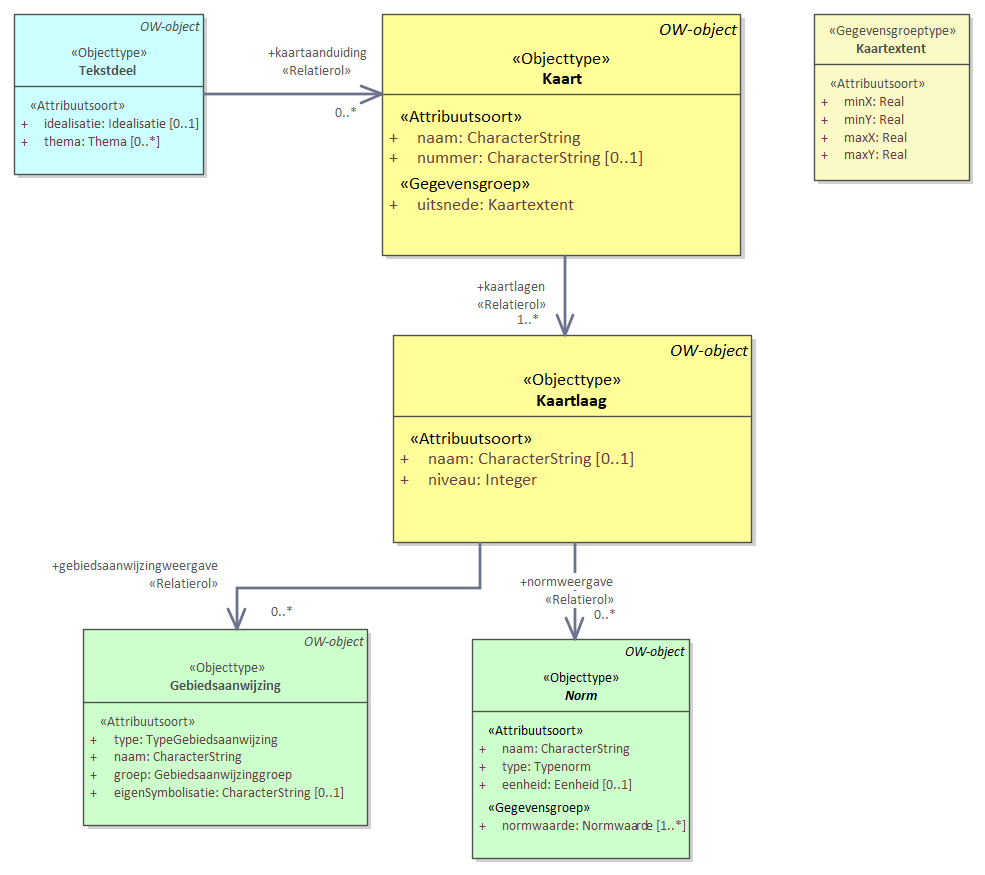 OW-object
«Objecttype»
Tekstdeel
«Attribuutsoort»
+ idealisatie: Idealisatie [0..1]
+ thema: Thema [0..*]
+kaartaanduiding
«Relatierol»
0..*
OW-object
«Objecttype»
Kaart
«Attribuutsoort»
+ naam: CharacterString
+ nummer: CharacterString [0..1]
«Gegevensgroep»
+ uitsnede: Kaartextent
«Gegevensgroeptype»
Kaartextent
«Attribuutsoort»
+ minX: Real
+ minY: Real
+ maxX: Real
+ maxY: Real
+kaartlagen
«Relatierol»
1..*
OW-object
«Objecttype»
Kaartlaag
«Attribuutsoort»
+ naam: CharacterString [0..1]
+ niveau: Integer
+gebiedsaanwijzingweergave
«Relatierol»
0..*
+normweergave
«Relatierol»
0..*
OW-object
«Objecttype»
Gebiedsaanwijzing
«Attribuutsoort»
+ type: TypeGebiedsaanwijzing
+ naam: CharacterString
+ groep: Gebiedsaanwijzinggroep
+ eigenSymbolisatie: CharacterString [0..1]
OW-object
«Objecttype»
Norm
«Attribuutsoort»
+ naam: CharacterString
+ type: Typenorm
+ eenheid: Eenheid [0..1]
«Gegevensgroep»
+ normwaarde: Normwaarde [1..*]